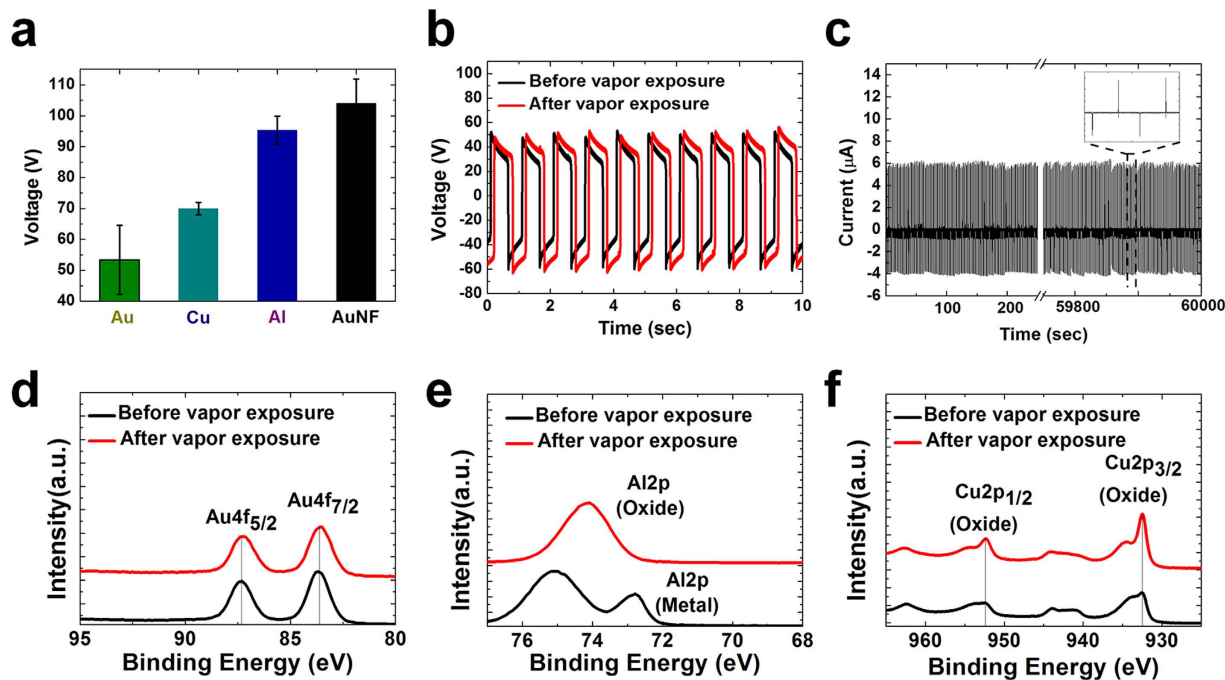 a
110
100
90
80
70
60
50
40
Voltage (V)
Au Cu Al AuNF
b
Before vapor exposure
After vapor exposure
100
80
60
40
20
0
-20
-40
-60
-80
Voltage (V)
0 2 4 6 8 10
Time (sec)
c
14
12
10
8
6
4
2
0
-2
-4
-6
Current (μA)
100 200 59800 60000
Time (sec)
d
Before vapor exposure
After vapor exposure
Au4f5/2
Au4f7/2
Intensity(a.u.)
95 90 85 80
Binding Energy (eV)
e
Before vapor exposure
After vapor exposure
Al2p
(Oxide)
Al2p
(Metal)
Intensity(a.u.)
76 74 72 70 68
Binding Energy (eV)
f
Before vapor exposure
After vapor exposure
Cu2p3/2
(Oxide)
Cu2p1/2
(Oxide)
Intensity(a.u.)
960 950 940 930
Binding Energy (eV)